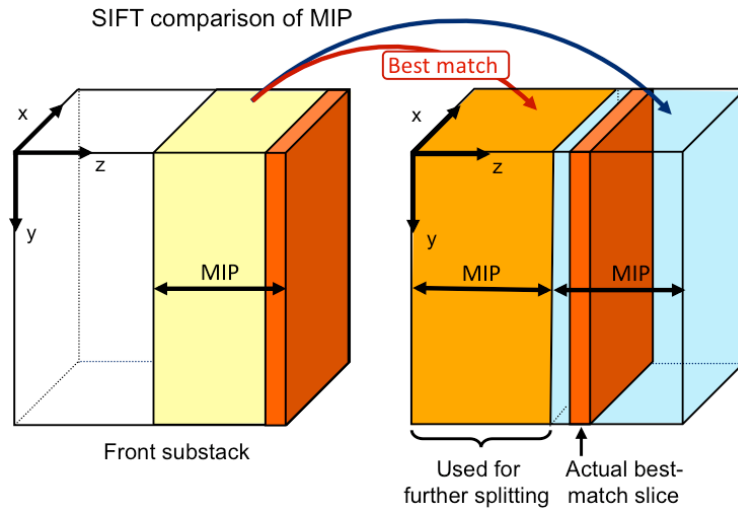 SIFT comparison of MIP
Best match
x
z
y
MIP
Front substack
x
z
y
MIP
MIP
Used for
further splitting
Actual best-
match slice